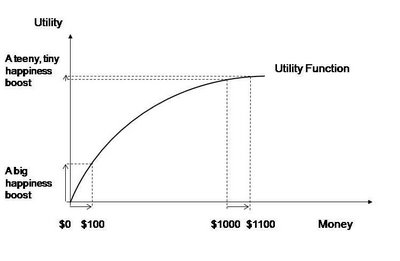 Utility
A teeny, tiny
happiness
boost
Utility Function
A big
happiness
boost
$0 $100 $1000 $1100 Money